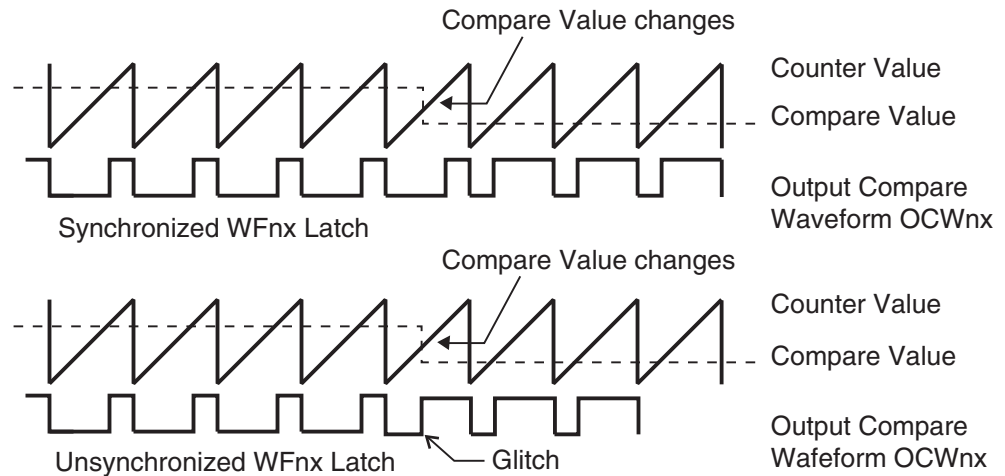 Compare Value changes
Counter Value
Compare Value
Output Compare
Waveform OCWnx
Synchronized WFnx Latch
Compare Value changes
Counter Value
Compare Value
Output Compare
Wafeform OCWnx
Unsynchronized WFnx Latch
Glitch